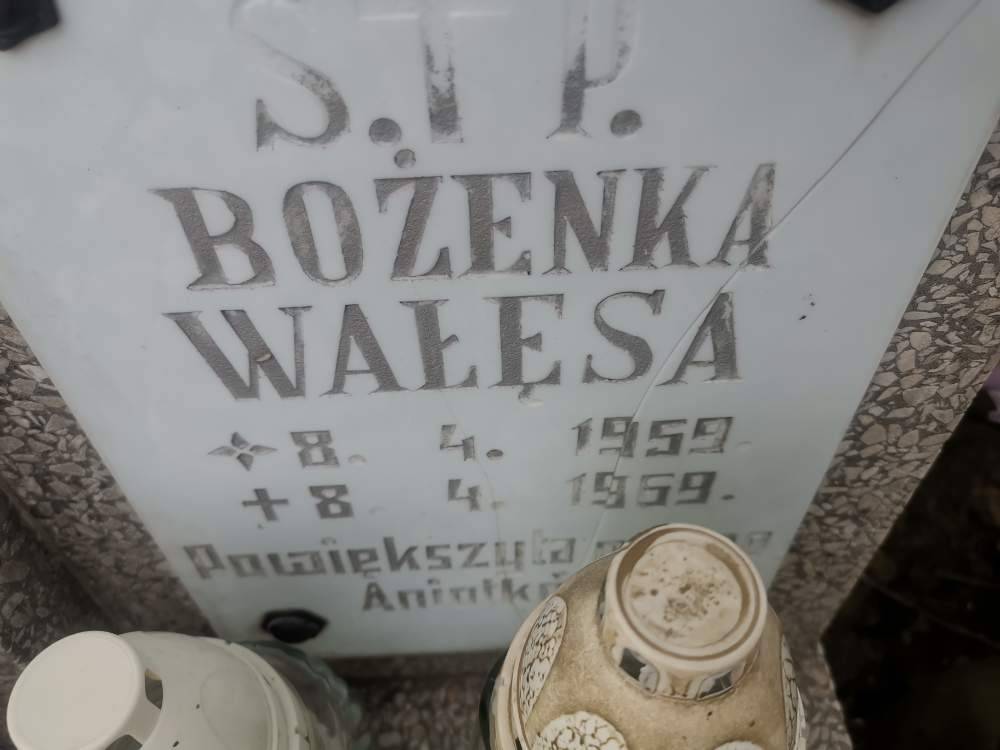 S.T P.
BOŻENKA
WAŁĘSA
8. 4. 1959.
+ 8. 4. 1959.
Powiększyła